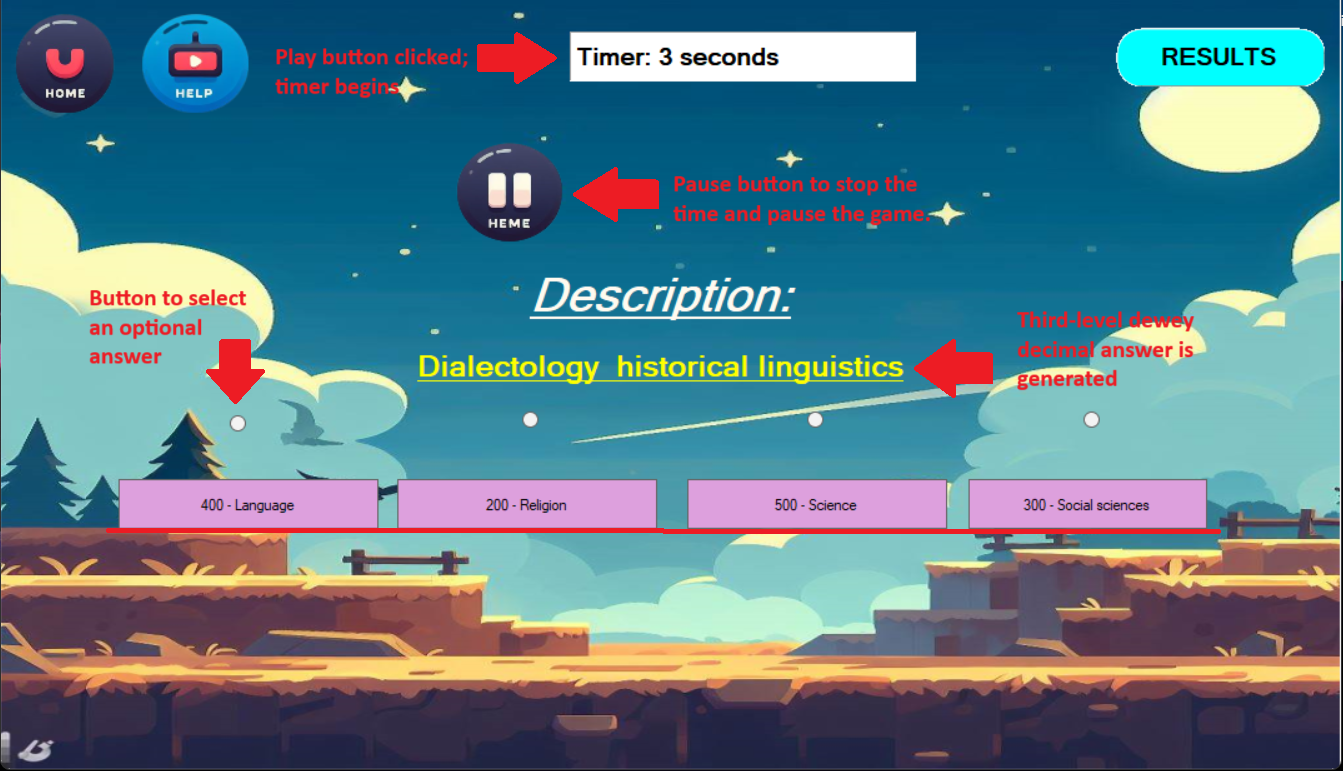 HOME
HELP
Play button clicked;
timer begins
Timer: 3 seconds
RESULTS
HEME
Pause button to stop the
time and pause the game.
Description:
Button to select
an optional
answer
Dialectology  historical linguistics
Third-level dewey
decimal answer is
generated
400 - Language
200 - Religion
500 - Science
300 - Social sciences